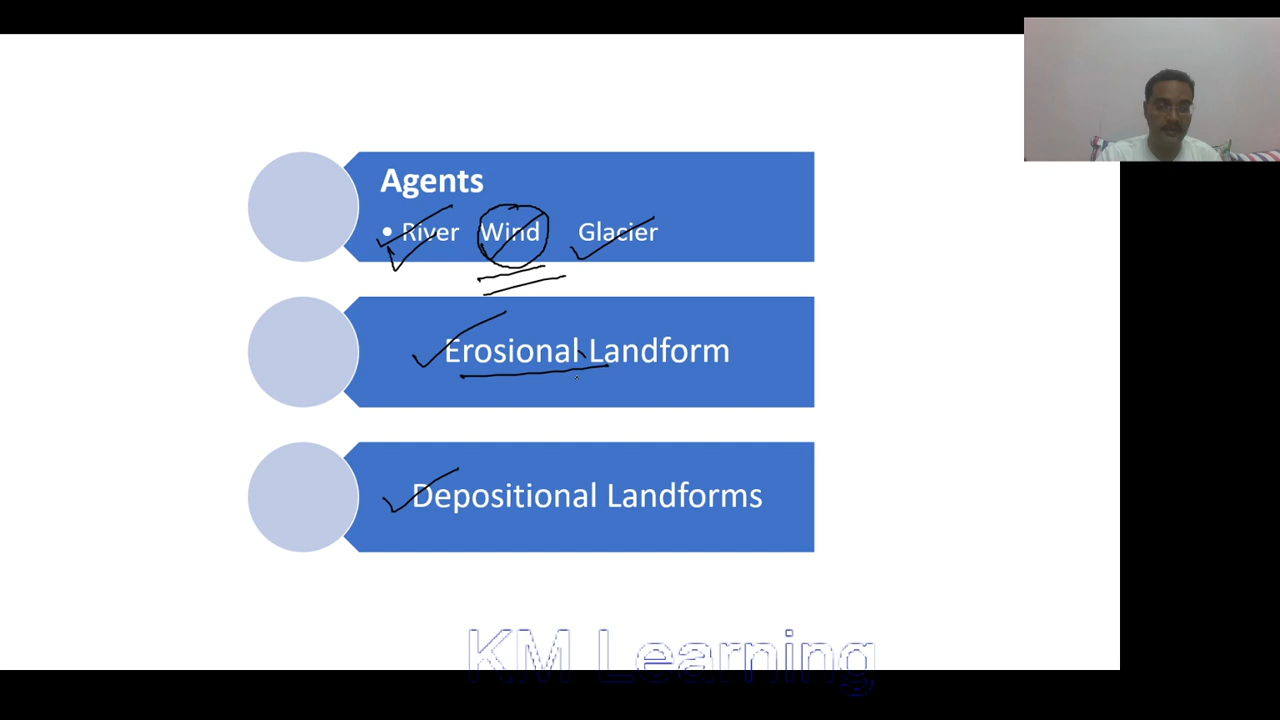 Agents
• River Wind Glacier
Erosional Landform
Depositional Landforms
KM Learning